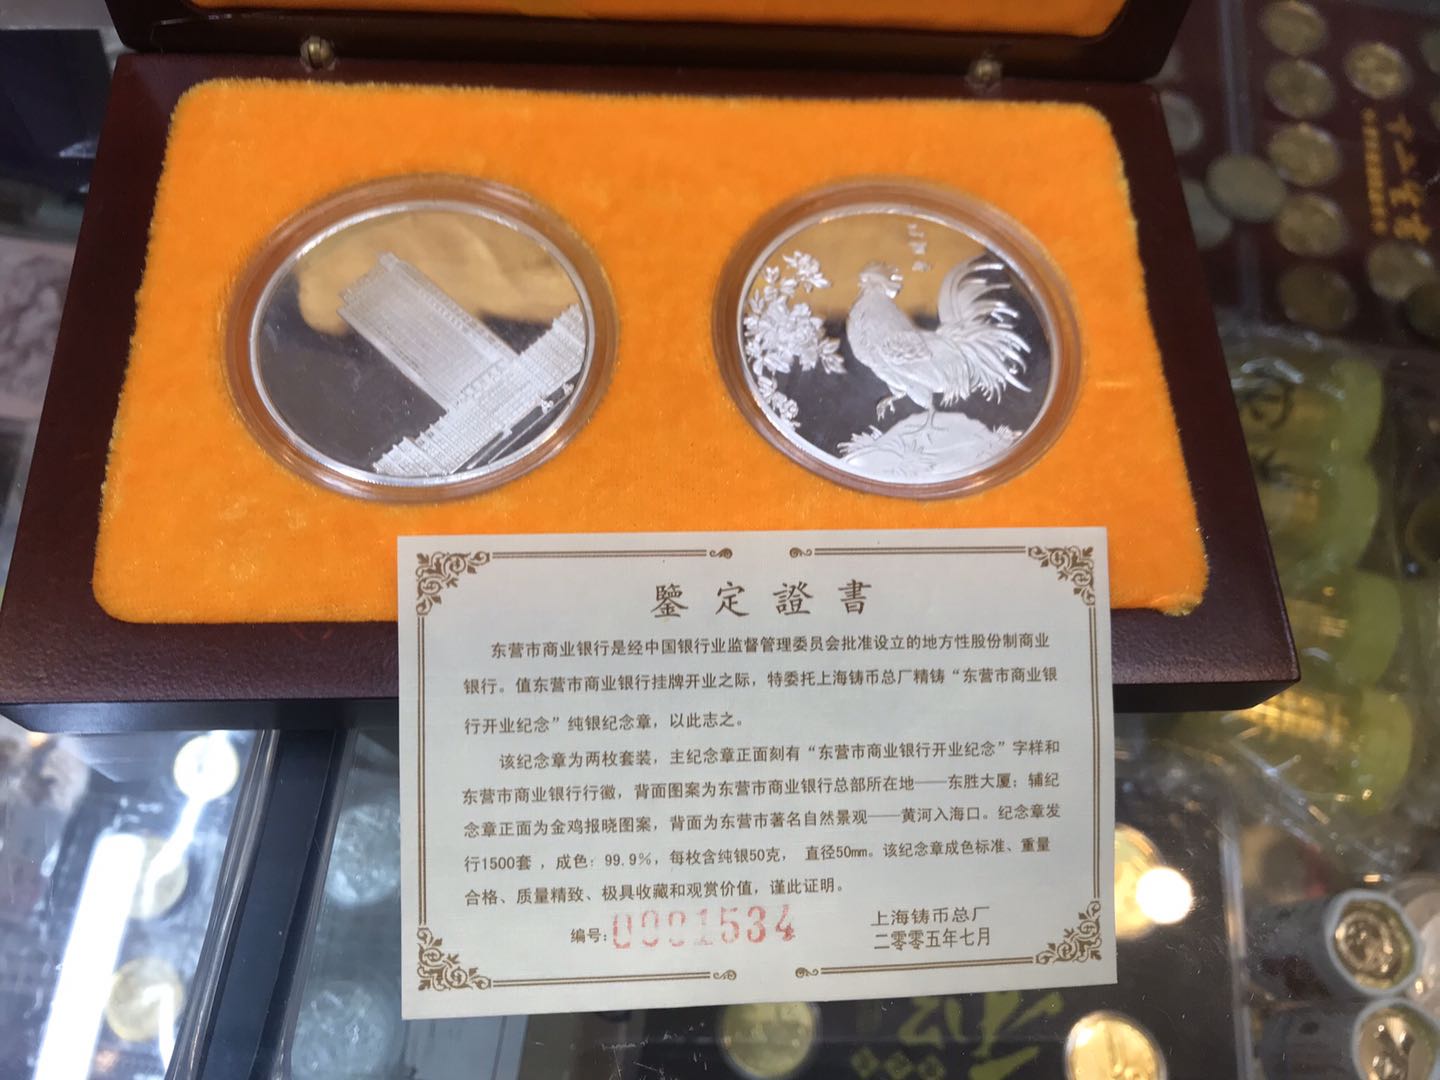 鑒定證書
东营市商业银行是经中国银行业监督管理委员会批准设立的地方性股份制商业
银行。值东营市商业银行挂牌开业之际，特委托上海铸币总厂精铸“东营市商业银
行开业纪念”纯银纪念章，以此志之。
该纪念章为两枚套装，主纪念章正面刻有“东营市商业银行开业纪念”字样和
东营市商业银行行徽，背面图案为东营市商业银行总部所在地——东胜大厦；辅纪
念章正面为金鸡报晓图案，背面为东营市著名自然景观——黄河入海口。纪念章发
行1500套，成色：99.9%，每枚含纯银50克， 直径50mm。该纪念章成色标准、重量
合格、质量精致、极具收藏和观赏价值，谨此证明。
编号：0001534
上海铸币总厂
二零零五年七月